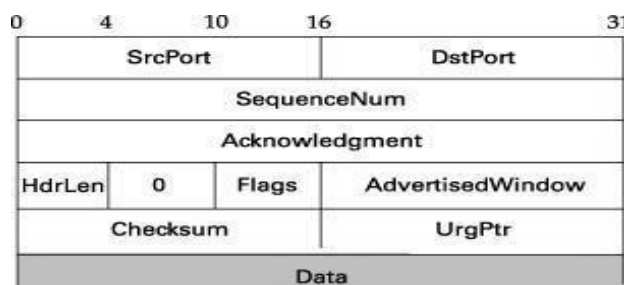 0 4 10 16 31
SrcPort DstPort
SequenceNum
Acknowledgment
HdrLen 0 Flags AdvertisedWindow
Checksum UrgPtr
Data